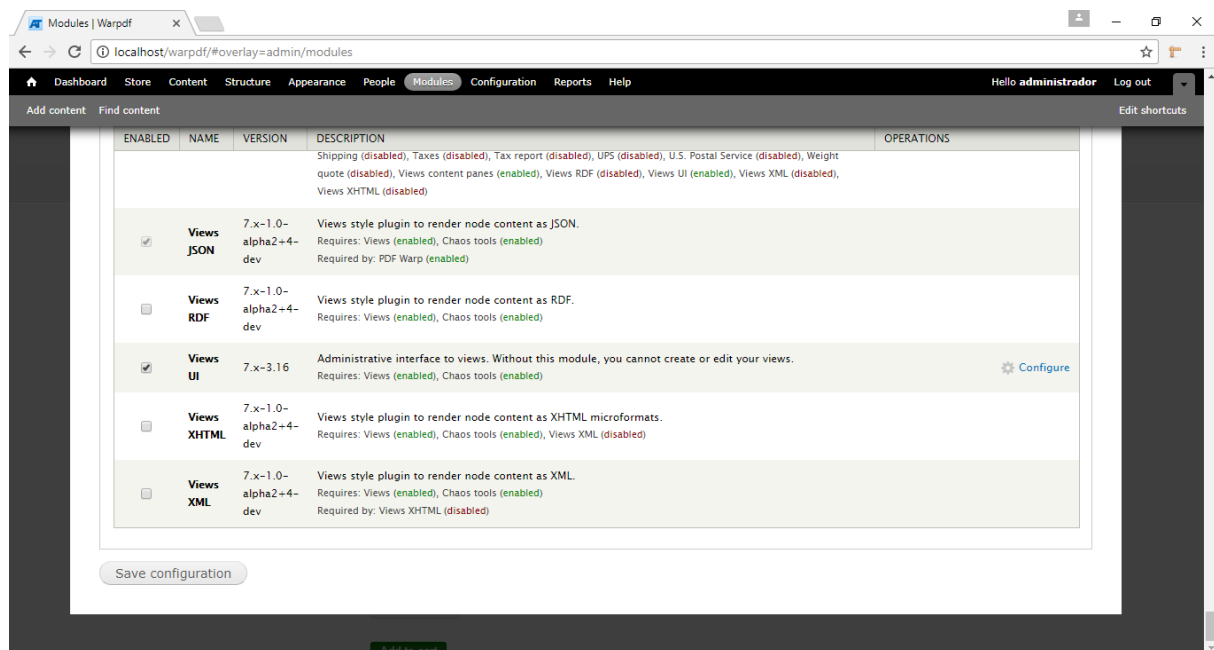 Modules | Warpdf
localhost/warpdf/#overlay=admin/modules
Dashboard Store Content Structure Appearance People Modules Configuration Reports Help Hello administrador Log out
Add content Find content Edit shortcuts
ENABLED NAME VERSION DESCRIPTION OPERATIONS
Shipping (disabled), Taxes (disabled), Tax report (disabled), UPS (disabled), U.S. Postal Service (disabled), Weight
quote (disabled), Views content panes (enabled), Views RDF (disabled), Views UI (enabled), Views XML (disabled),
Views XHTML (disabled)
Views JSON
7.x-1.0-
alpha2+4-
dev
Views style plugin to render node content as JSON.
Requires: Views (enabled), Chaos tools (enabled)
Required by: PDF Warp (enabled)
Views
RDF
7.x-1.0-
alpha2+4-
dev
Views style plugin to render node content as RDF.
Requires: Views (enabled), Chaos tools (enabled)
Views
UI
7.x-3.16
Administrative interface to views. Without this module, you cannot create or edit your views.
Requires: Views (enabled), Chaos tools (enabled)
Configure
Views
XHTML
7.x-1.0-
alpha2+4-
dev
Views style plugin to render node content as XHTML microformats.
Requires: Views (enabled), Chaos tools (enabled), Views XML (disabled)
Views
XML
7.x-1.0-
alpha2+4-
dev
Views style plugin to render node content as XML.
Requires: Views (enabled), Chaos tools (enabled)
Required by: Views XHTML (disabled)
Save configuration